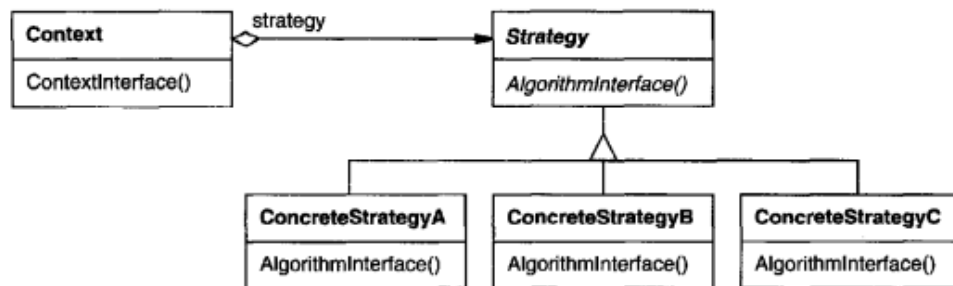 strategy
Context
Strategy
ContextInterface()
AlgorithmInterface()
ConcreteStrategyA
ConcreteStrategyB
ConcreteStrategyC
AlgorithmInterface()
AlgorithmInterface()
AlgorithmInterface()